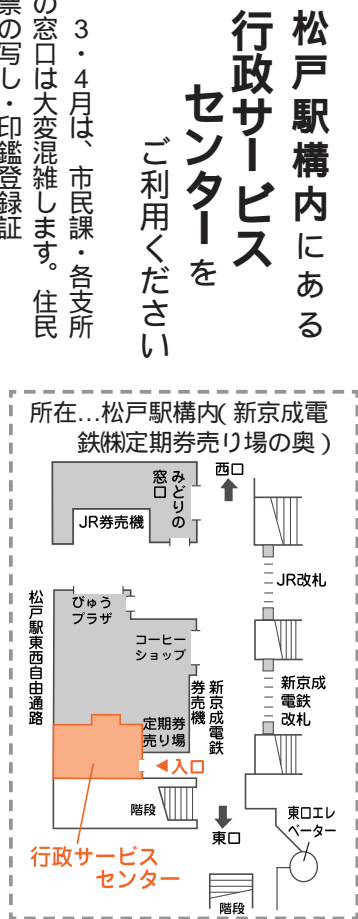 松戸駅構内にある
行政サービス
センターを
ご利用ください
3・4月は、市民課・各支所
の窓口は大変混雑します。住民
票の写し・印鑑登録証
所在…松戸駅構内(新京成電
鉄㈱定期券売り場の奥)
西口
みどりの
窓口
JR券売機
JR改札
松戸駅東西自由通路
びゅう
プラザ
コーヒー
ショップ
新京成電鉄
券売機
新京成
電鉄
改札
定期券
売り場
入口
階段
東口
東口エレ
ベーター
行政サービス
センター
階段